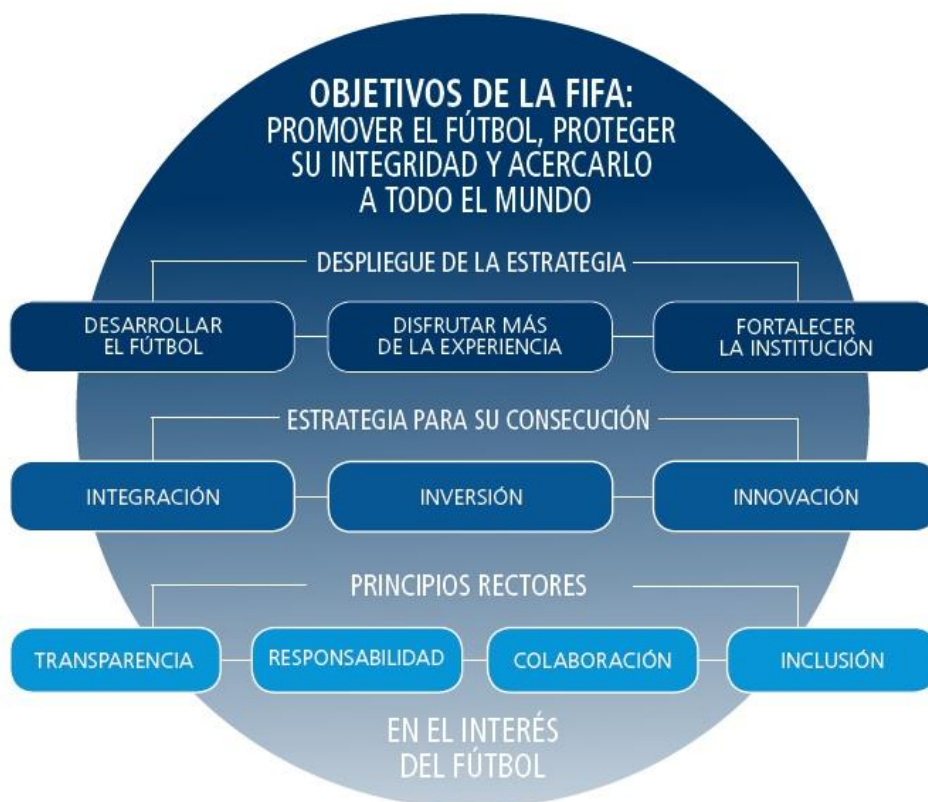 OBJETIVOS DE LA FIFA:
PROMOVER EL FÚTBOL, PROTEGER
SU INTEGRIDAD Y ACERCARLO
A TODO EL MUNDO
DESPLIEGUE DE LA ESTRATEGIA
DESARROLLAR
EL FÚTBOL
DISFRUTAR MÁS
DE LA EXPERIENCIA
FORTALECER
LA INSTITUCIÓN
ESTRATEGIA PARA SU CONSECUCIÓN
INTEGRACIÓN
INVERSIÓN
INNOVACIÓN
PRINCIPIOS RECTORES
TRANSPARENCIA
RESPONSABILIDAD
COLABORACIÓN
INCLUSIÓN
EN EL INTERÉS
DEL FÚTBOL